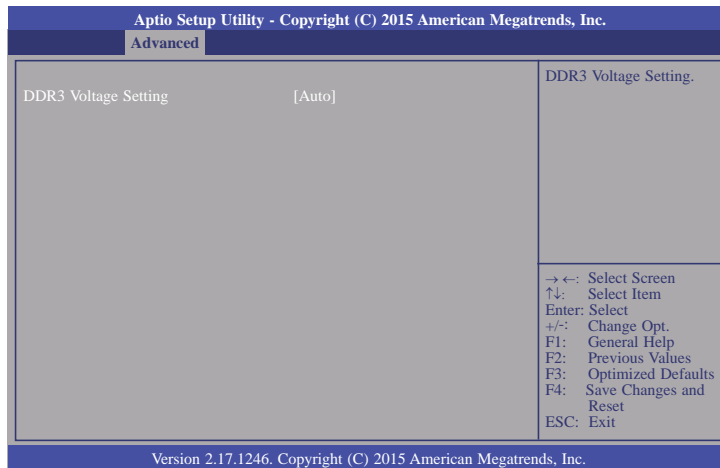 Aptio Setup Utility - Copyright (C) 2015 American Megatrends, Inc.
Advanced
DDR3 Voltage Setting [Auto]
DDR3 Voltage Setting.
→ ←: Select Screen
↑↓: Select Item
Enter: Select
+/-: Change Opt.
F1: General Help
F2: Previous Values
F3: Optimized Defaults
F4: Save Changes and
Reset
ESC: Exit
Version 2.17.1246. Copyright (C) 2015 American Megatrends, Inc.